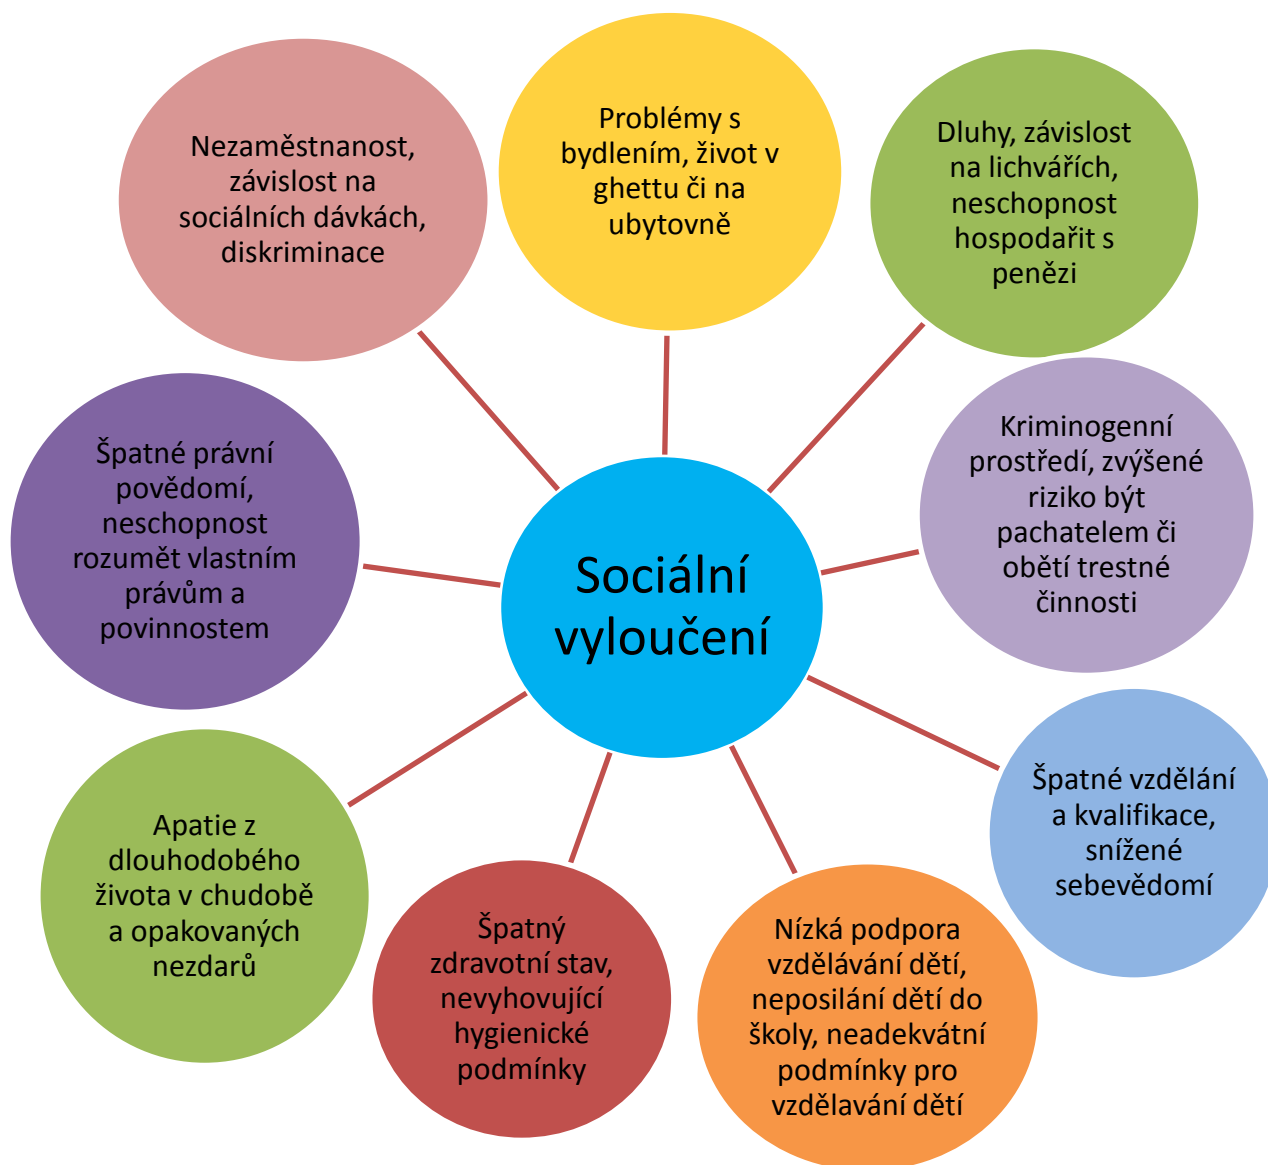 Nezaměstnanost,
závislost na
sociálních dávkách,
diskriminace
Problémy s
bydlením, život v
ghettu či na
ubytovně
Dluhy, závislost
na lichvářích,
neschopnost
hospodařit s
penězi
Špatné právní
povědomí,
neschopnost
rozumět vlastním
právům a
povinnostem
Sociální
vyloučení
Kriminogenní
prostředí, zvýšené
riziko být
pachatelem či
obětí trestné
činnosti
Apatie z
dlouhodobého
života v chudobě
a opakovaných
nezdarů
Špatný
zdravotní stav,
nevyhovující
hygienické
podmínky
Nízká podpora
vzdělávání dětí,
neposilání dětí do
školy, neadekvátní
podmínky pro
vzdělavání dětí
Špatné vzdělání
a kvalifikace,
snížené
sebevědomí